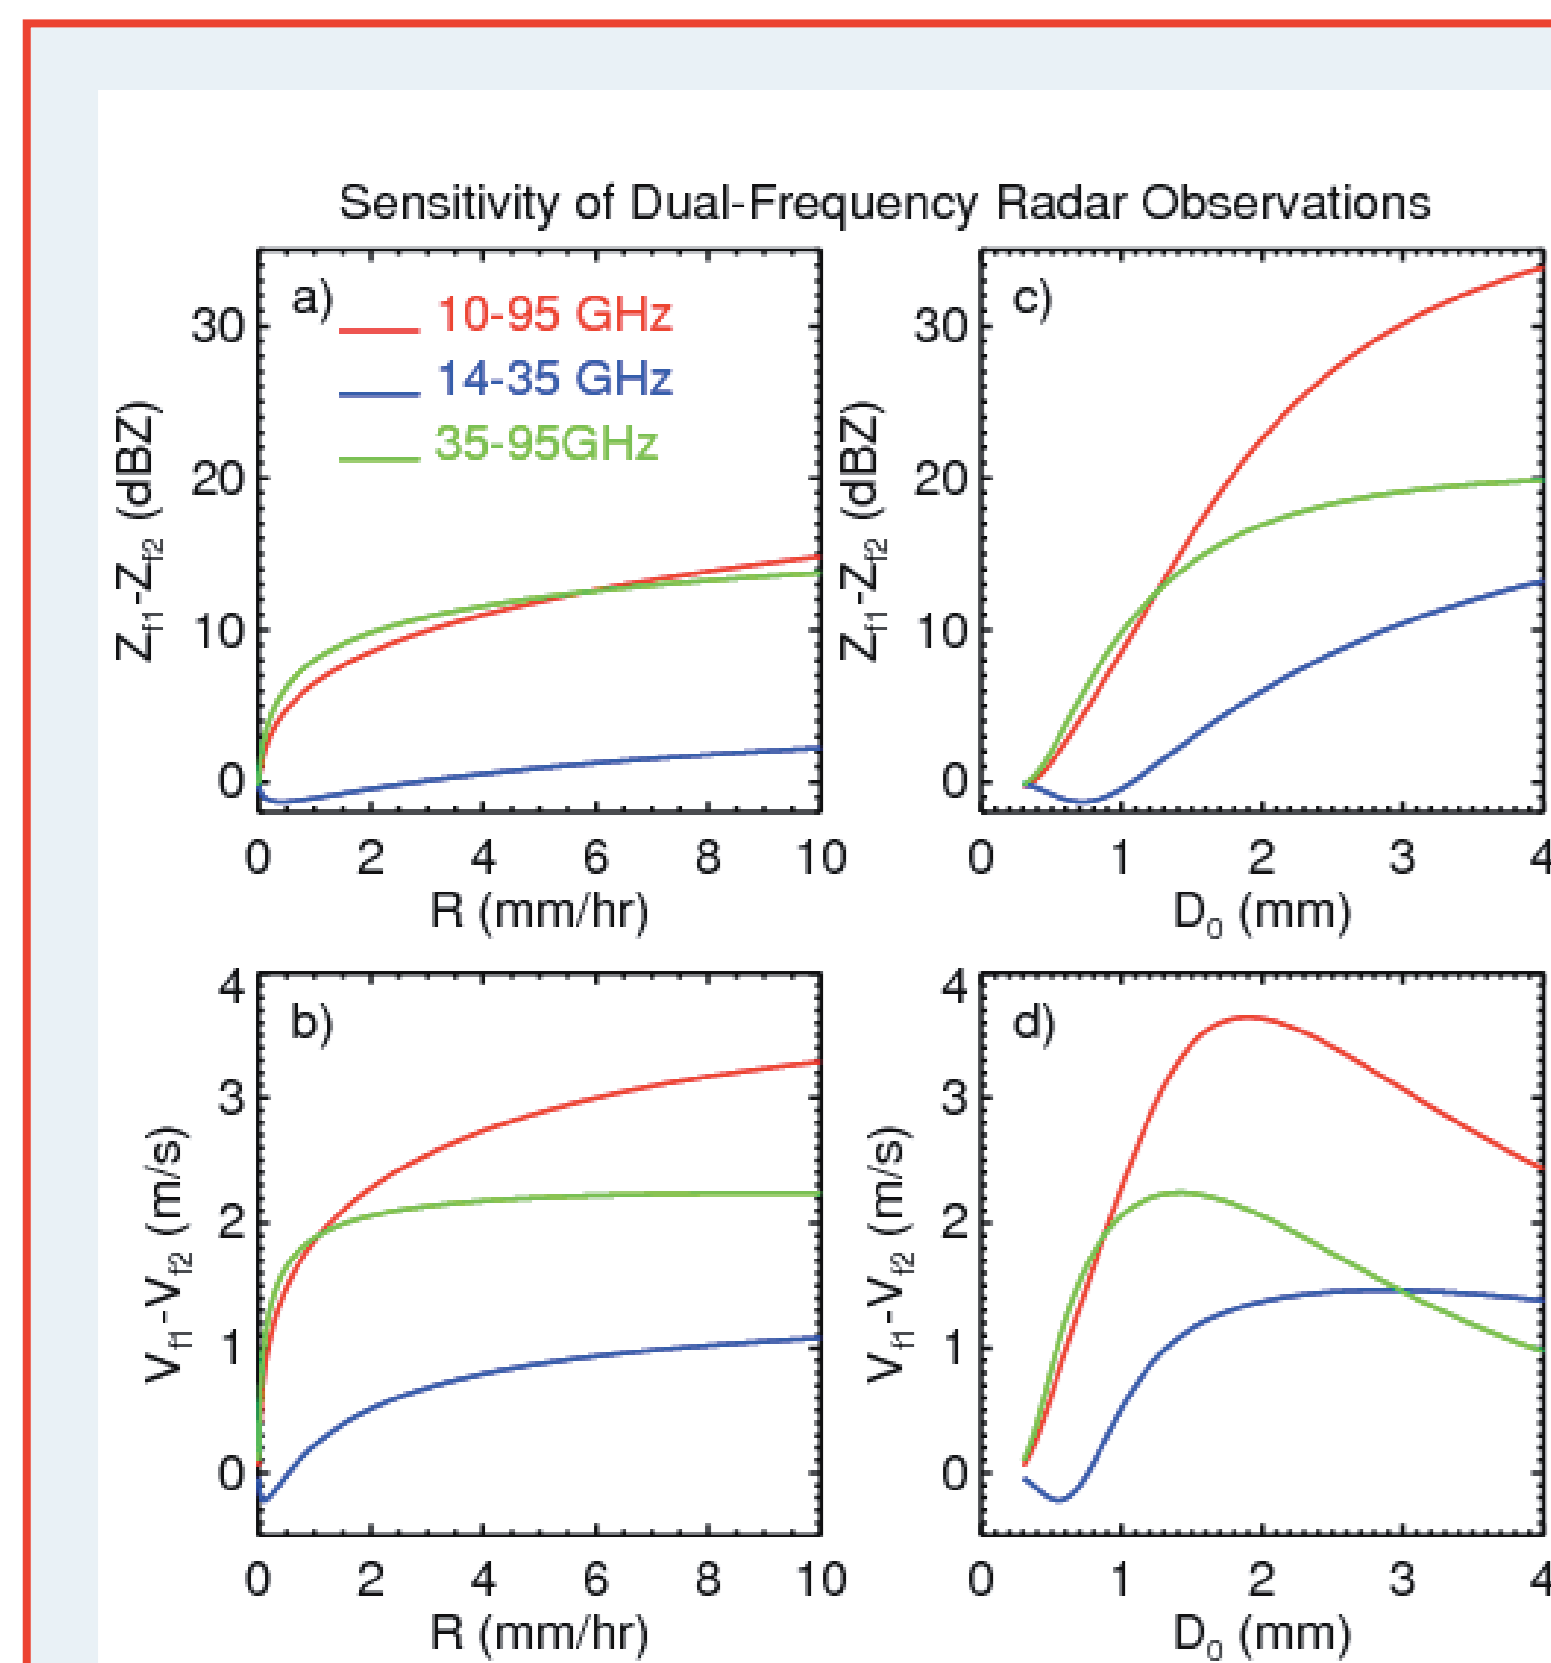 Sensitivity of Dual-Frequency Radar Observations
a)
10-95 GHz
14-35 GHz
35-95GHz
30
20
10
0
Zf1-Zf2 (dBZ)
0 2 4 6 8 10
R (mm/hr)
c)
30
20
10
0
Zf1-Zf2 (dBZ)
0 1 2 3 4
D0 (mm)
b)
4
3
2
1
0
Vf1-Vf2 (m/s)
0 2 4 6 8 10
R (mm/hr)
d)
4
3
2
1
0
Vf1-Vf2 (m/s)
0 1 2 3 4
D0 (mm)